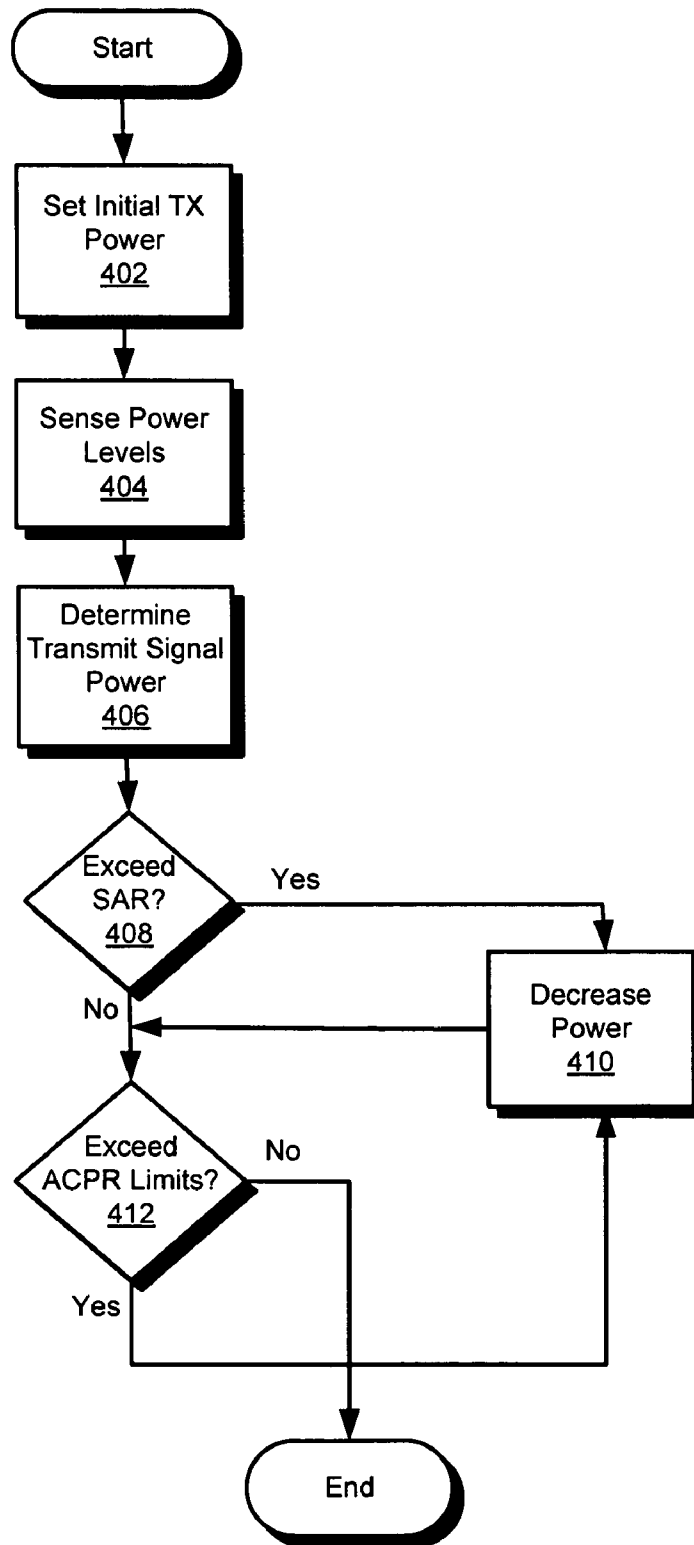 Start
Set Initial TX
Power
402
Sense Power
Levels
404
Determine
Transmit Signal
Power
406
Exceed
SAR?
408
Yes
No
Decrease
Power
410
Exceed
ACPR Limits?
412
No
Yes
End